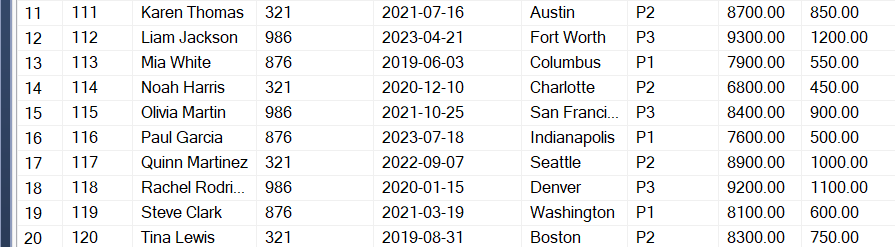 11 111 Karen Thomas 321 2021-07-16 Austin P2 8700.00 850.00
12 112 Liam Jackson 986 2023-04-21 Fort Worth P3 9300.00 1200.00
13 113 Mia White 876 2019-06-03 Columbus P1 7900.00 550.00
14 114 Noah Harris 321 2020-12-10 Charlotte P2 6800.00 450.00
15 115 Olivia Martin 986 2021-10-25 San Franci... P3 8400.00 900.00
16 116 Paul Garcia 876 2023-07-18 Indianapolis P1 7600.00 500.00
17 117 Quinn Martinez 321 2022-09-07 Seattle P2 8900.00 1000.00
18 118 Rachel Rodri... 986 2020-01-15 Denver P3 9200.00 1100.00
19 119 Steve Clark 876 2021-03-19 Washington P1 8100.00 600.00
20 120 Tina Lewis 321 2019-08-31 Boston P2 8300.00 750.00